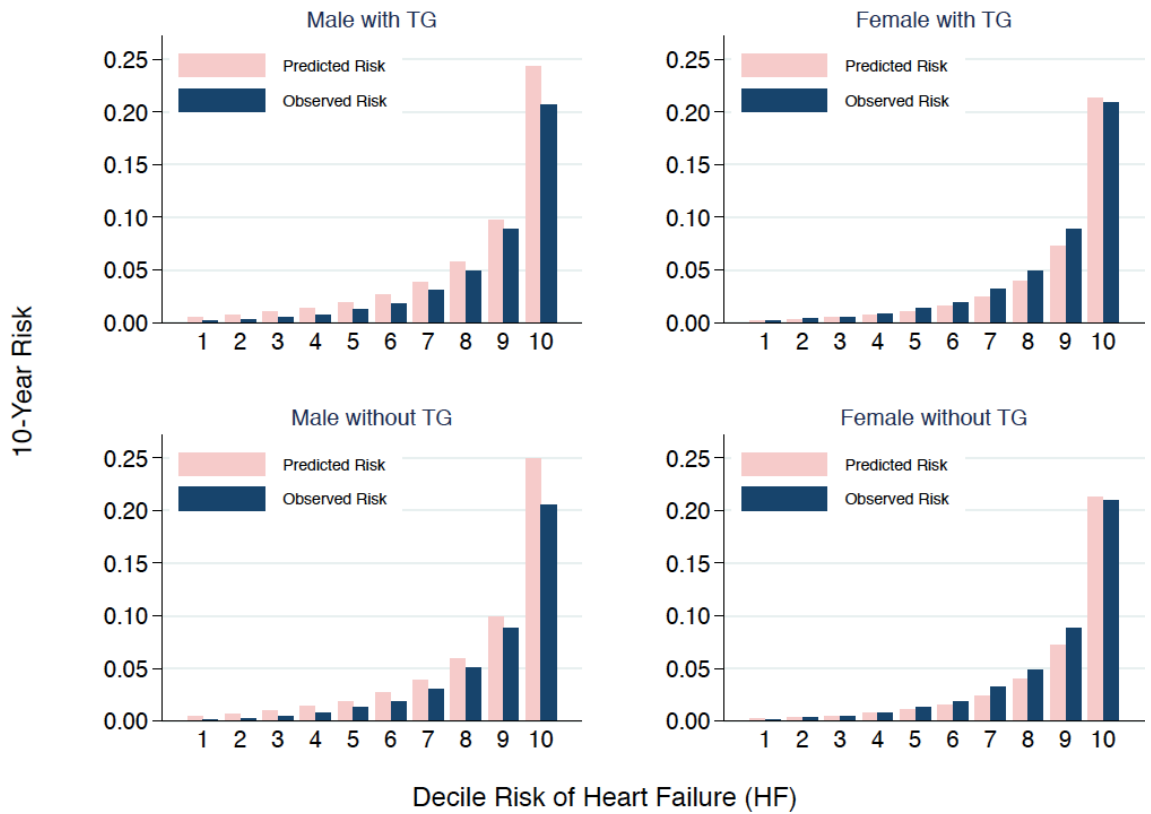 Male with TG
0.25
0.20
0.15
0.10
0.05
0.00
Predicted Risk
Observed Risk
1 2 3 4 5 6 7 8 9 10
Female with TG
0.25
0.20
0.15
0.10
0.05
0.00
Predicted Risk
Observed Risk
1 2 3 4 5 6 7 8 9 10
10-Year Risk
Male without TG
0.25
0.20
0.15
0.10
0.05
0.00
Predicted Risk
Observed Risk
1 2 3 4 5 6 7 8 9 10
Female without TG
0.25
0.20
0.15
0.10
0.05
0.00
Predicted Risk
Observed Risk
1 2 3 4 5 6 7 8 9 10
Decile Risk of Heart Failure (HF)